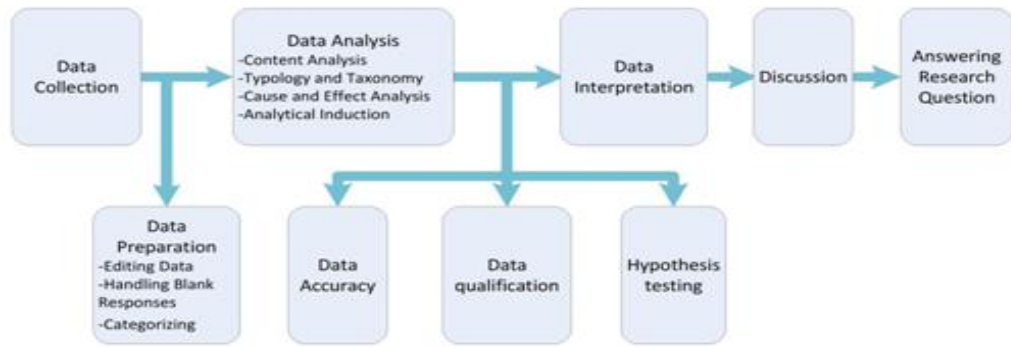 Data
Collection
Data Analysis
-Content Analysis
-Typology and Taxonomy
-Cause and Effect Analysis
-Analytical Induction
Data
Interpretation
Discussion
Answering
Research
Question
Data
Preparation
-Editing Data
-Handling Blank
Responses
-Categorizing
Data
Accuracy
Data
qualification
Hypothesis
testing